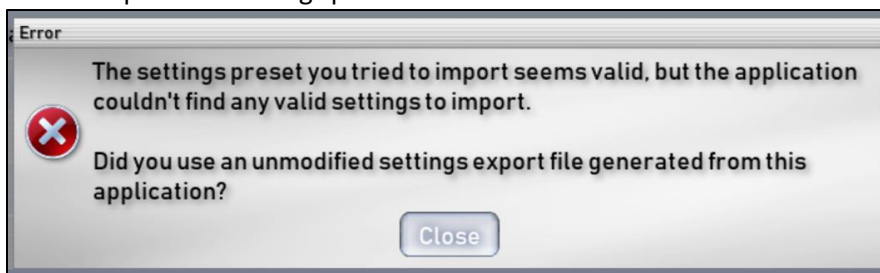 Error
The settings preset you tried to import seems valid, but the application
couldn't find any valid settings to import.
Did you use an unmodified settings export file generated from this
application?
Close